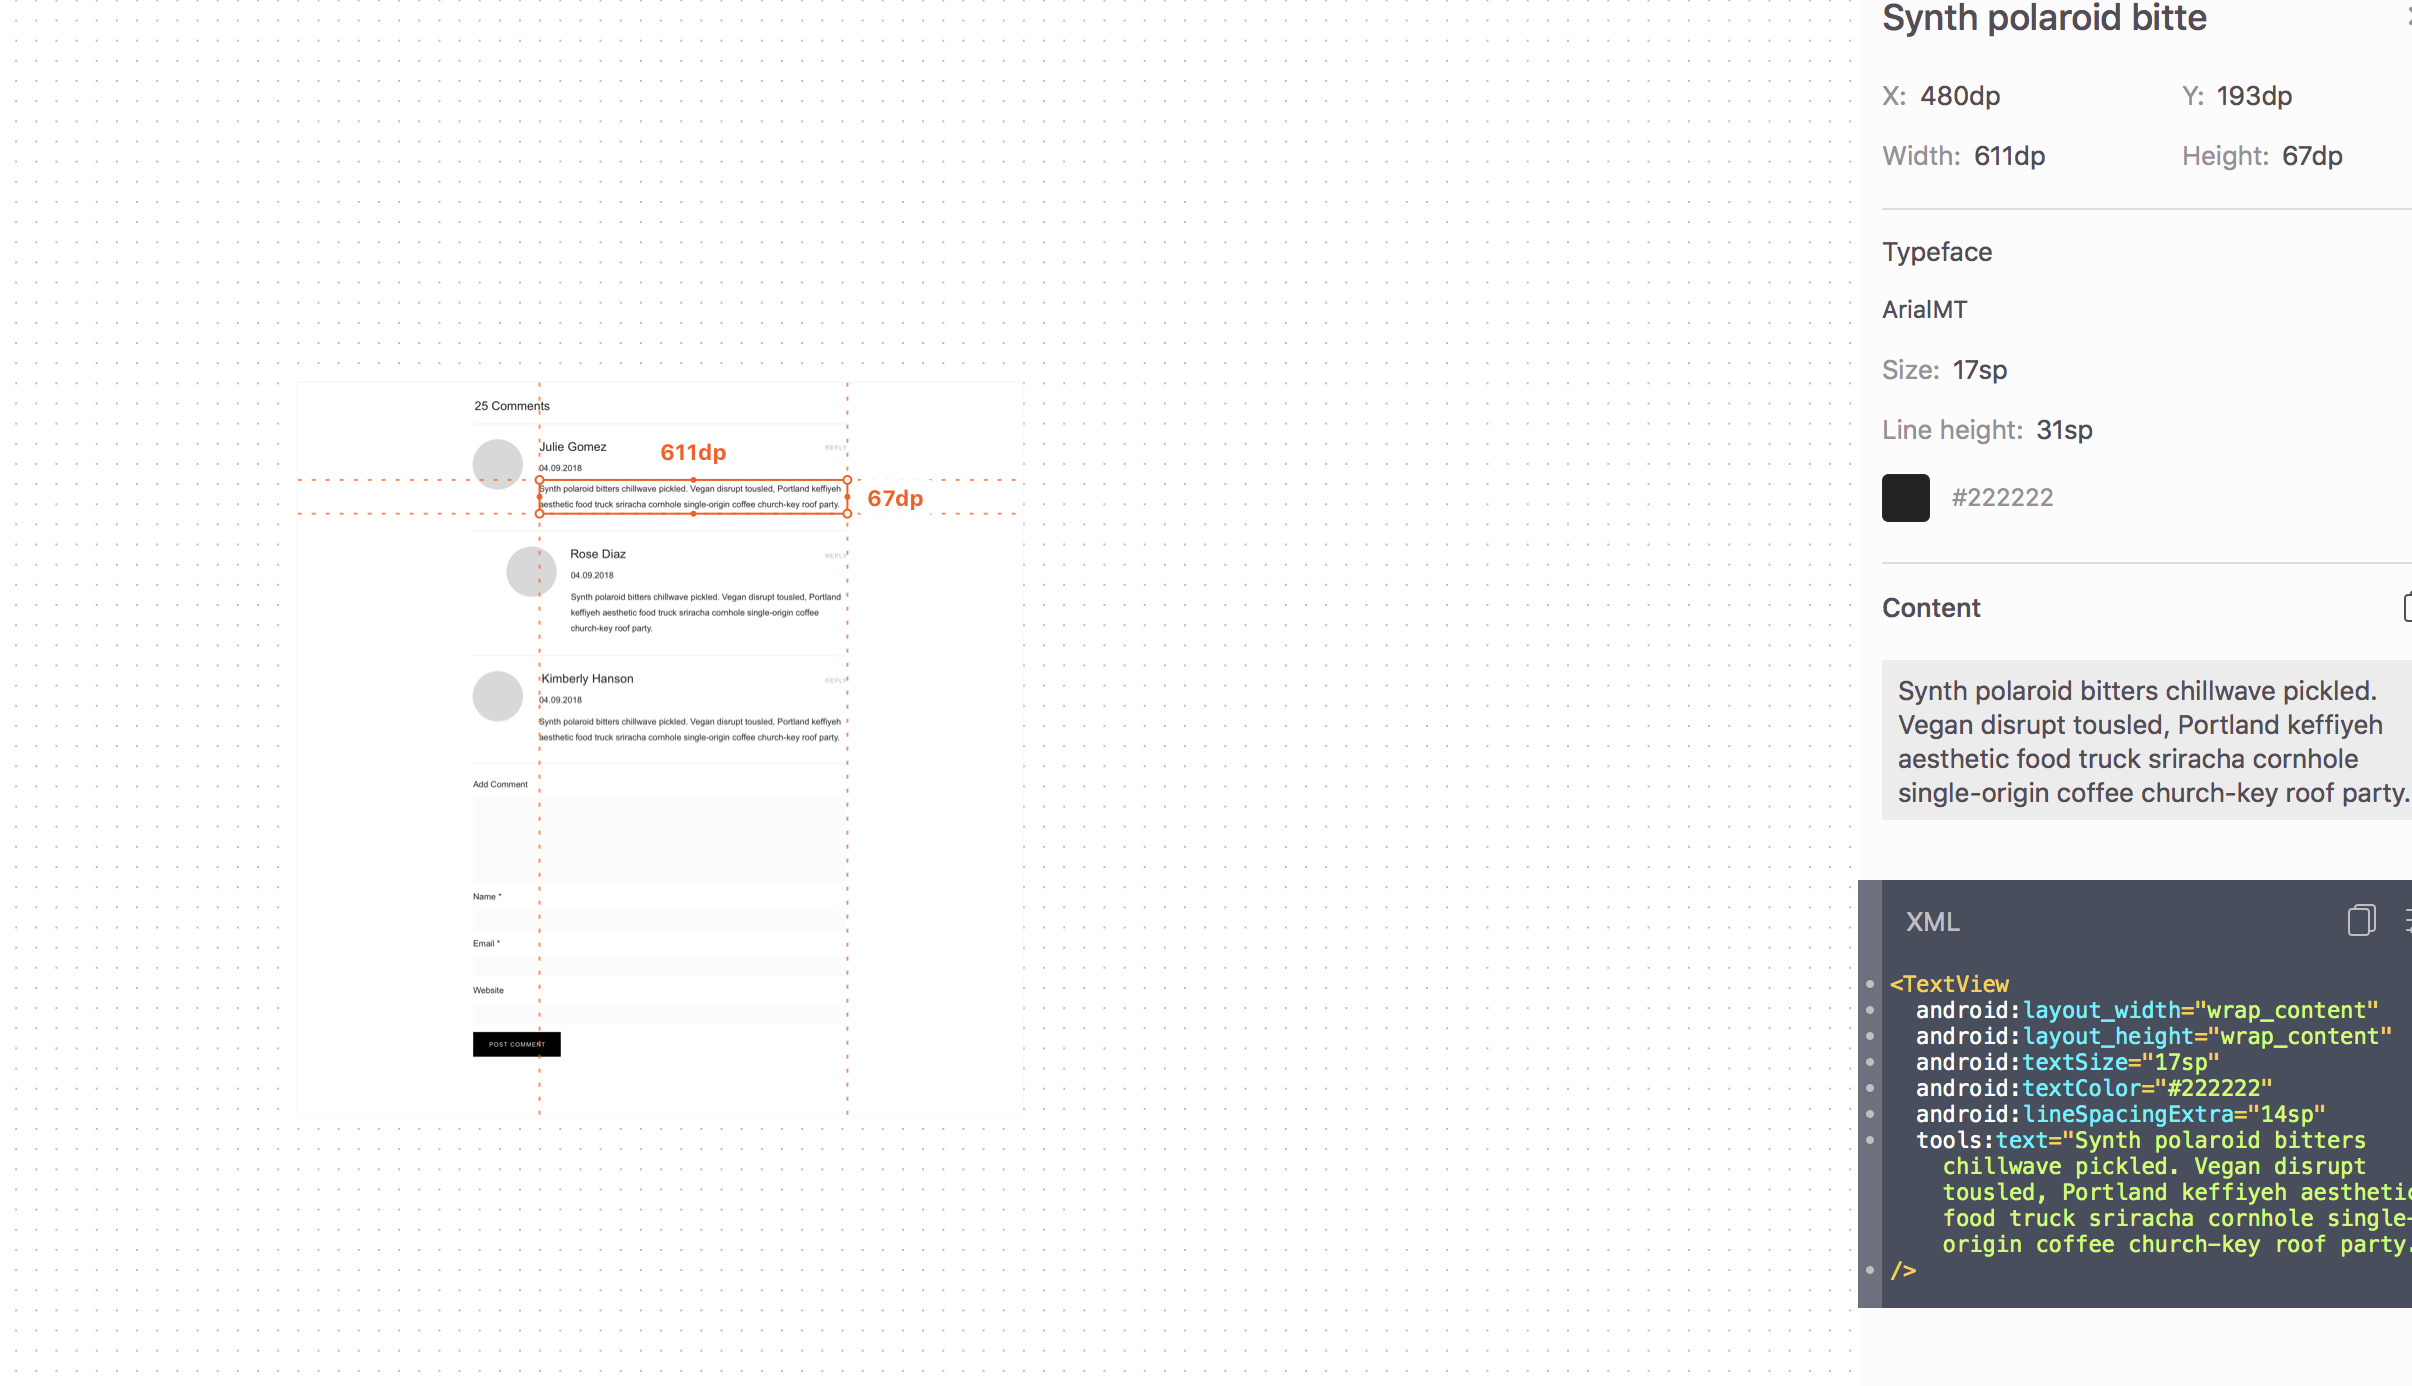 25 Comments
Julie Gomez
REPLY
04.09.2018
611dp
Synth polaroid bitters chillwave pickled. Vegan disrupt tousled, Portland keffiyeh
aesthetic food truck sriracha cornhole single-origin coffee church-key roof party.
67dp
Rose Diaz
REPLY
04.09.2018
Synth polaroid bitters chillwave pickled. Vegan disrupt tousled, Portland
keffiyeh aesthetic food truck sriracha cornhole single-origin coffee
church-key roof party.
Kimberly Hanson
REPLY
04.09.2018
Synth polaroid bitters chillwave pickled. Vegan disrupt tousled, Portland keffiyeh
aesthetic food truck sriracha cornhole single-origin coffee church-key roof party.
Add Comment
Name *
Email *
Website
POST COMMENT
Synth polaroid bitte
X: 480dp
Y: 193dp
Width: 611dp
Height: 67dp
Typeface
ArialMT
Size: 17sp
Line height: 31sp
#222222
Content
Synth polaroid bitters chillwave pickled.
Vegan disrupt tousled, Portland keffiyeh
aesthetic food truck sriracha cornhole
single-origin coffee church-key roof party.
XML
<TextView
android:layout_width="wrap_content"
android:layout_height="wrap_content"
android:textSize="17sp"
android:textColor="#222222"
android:lineSpacingExtra="14sp"
tools:text="Synth polaroid bitters
chillwave pickled. Vegan disrupt
tousled, Portland keffiyeh aesthetic
food truck sriracha cornhole single-
origin coffee church-key roof party.
/>